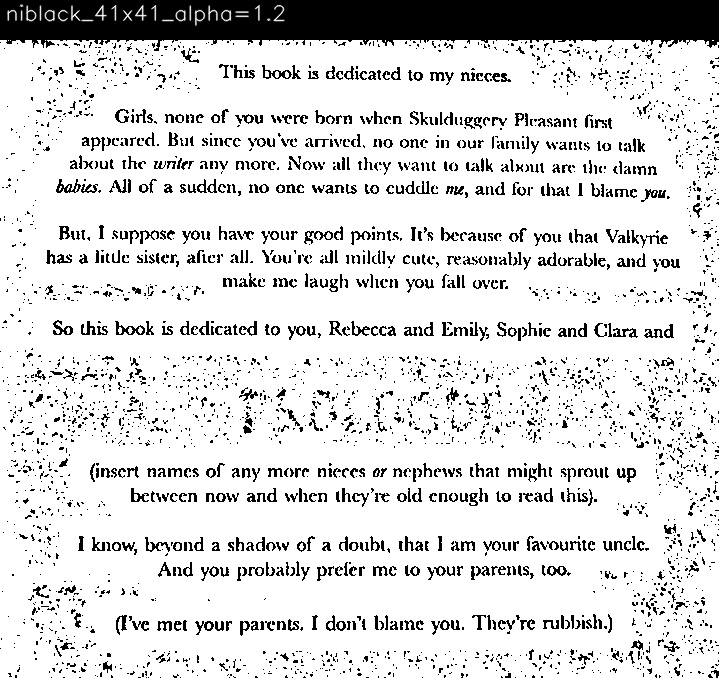 niblack_41x41_alpha=1.2
This book is dedicated to my nieces.
Girls, none of you were born when Skulduggery Pleasant first
appeared. But since you've arrived, no one in our family wants to talk
about the writer any more. Now all they want to talk about are the damn
babies. All of a sudden, no one wants to cuddle me, and for that I blame you.
But, I suppose you have your good points. It's because of you that Valkyrie
has a little sister, after all. You're all mildly cute, reasonably adorable, and you
make me laugh when you fall over.
So this book is dedicated to you, Rebecca and Emily, Sophie and Clara and
(insert names of any more nieces or nephews that might sprout up
between now and when they're old enough to read this).
I know, beyond a shadow of a doubt, that I am your favourite uncle.
And you probably prefer me to your parents, too.
(I've met your parents. I don't blame you. They're rubbish.)